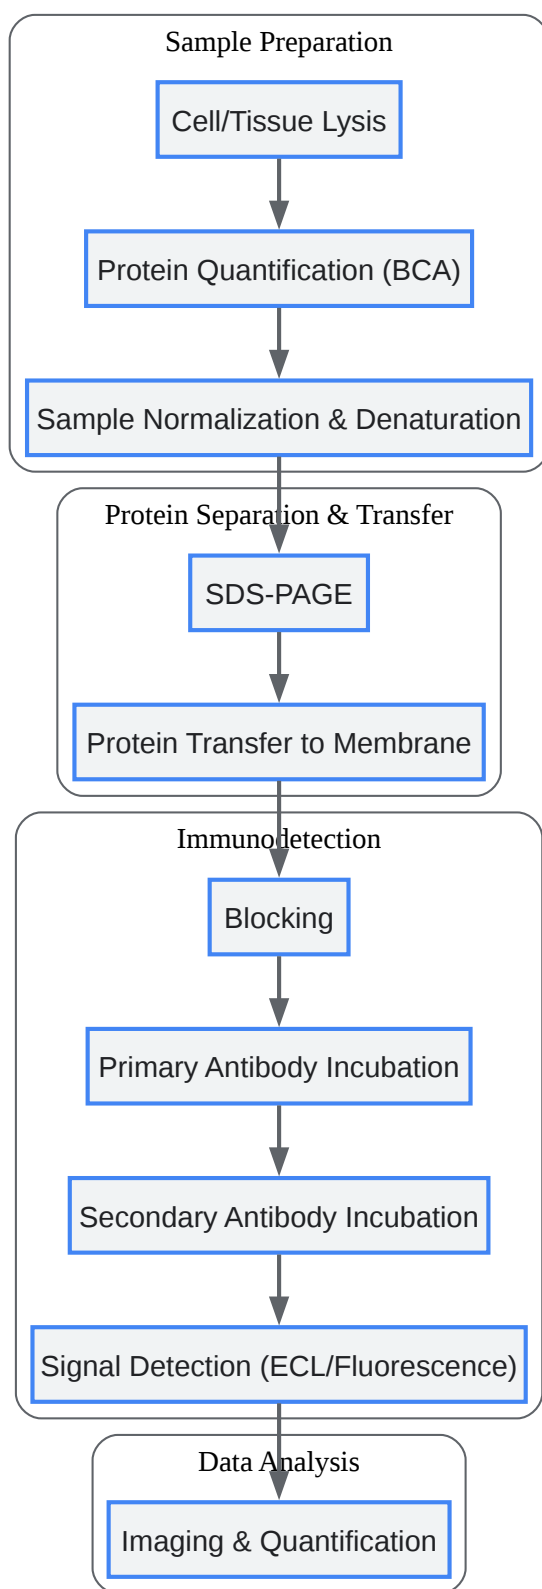 Sample Preparation
Cell/Tissue Lysis
Protein Quantification (BCA)
Sample Normalization & Denaturation
Protein Separation & Transfer
SDS-PAGE
Protein Transfer to Membrane
Immunodetection
Blocking
Primary Antibody Incubation
Secondary Antibody Incubation
Signal Detection (ECL/Fluorescence)
Data Analysis
Imaging & Quantification